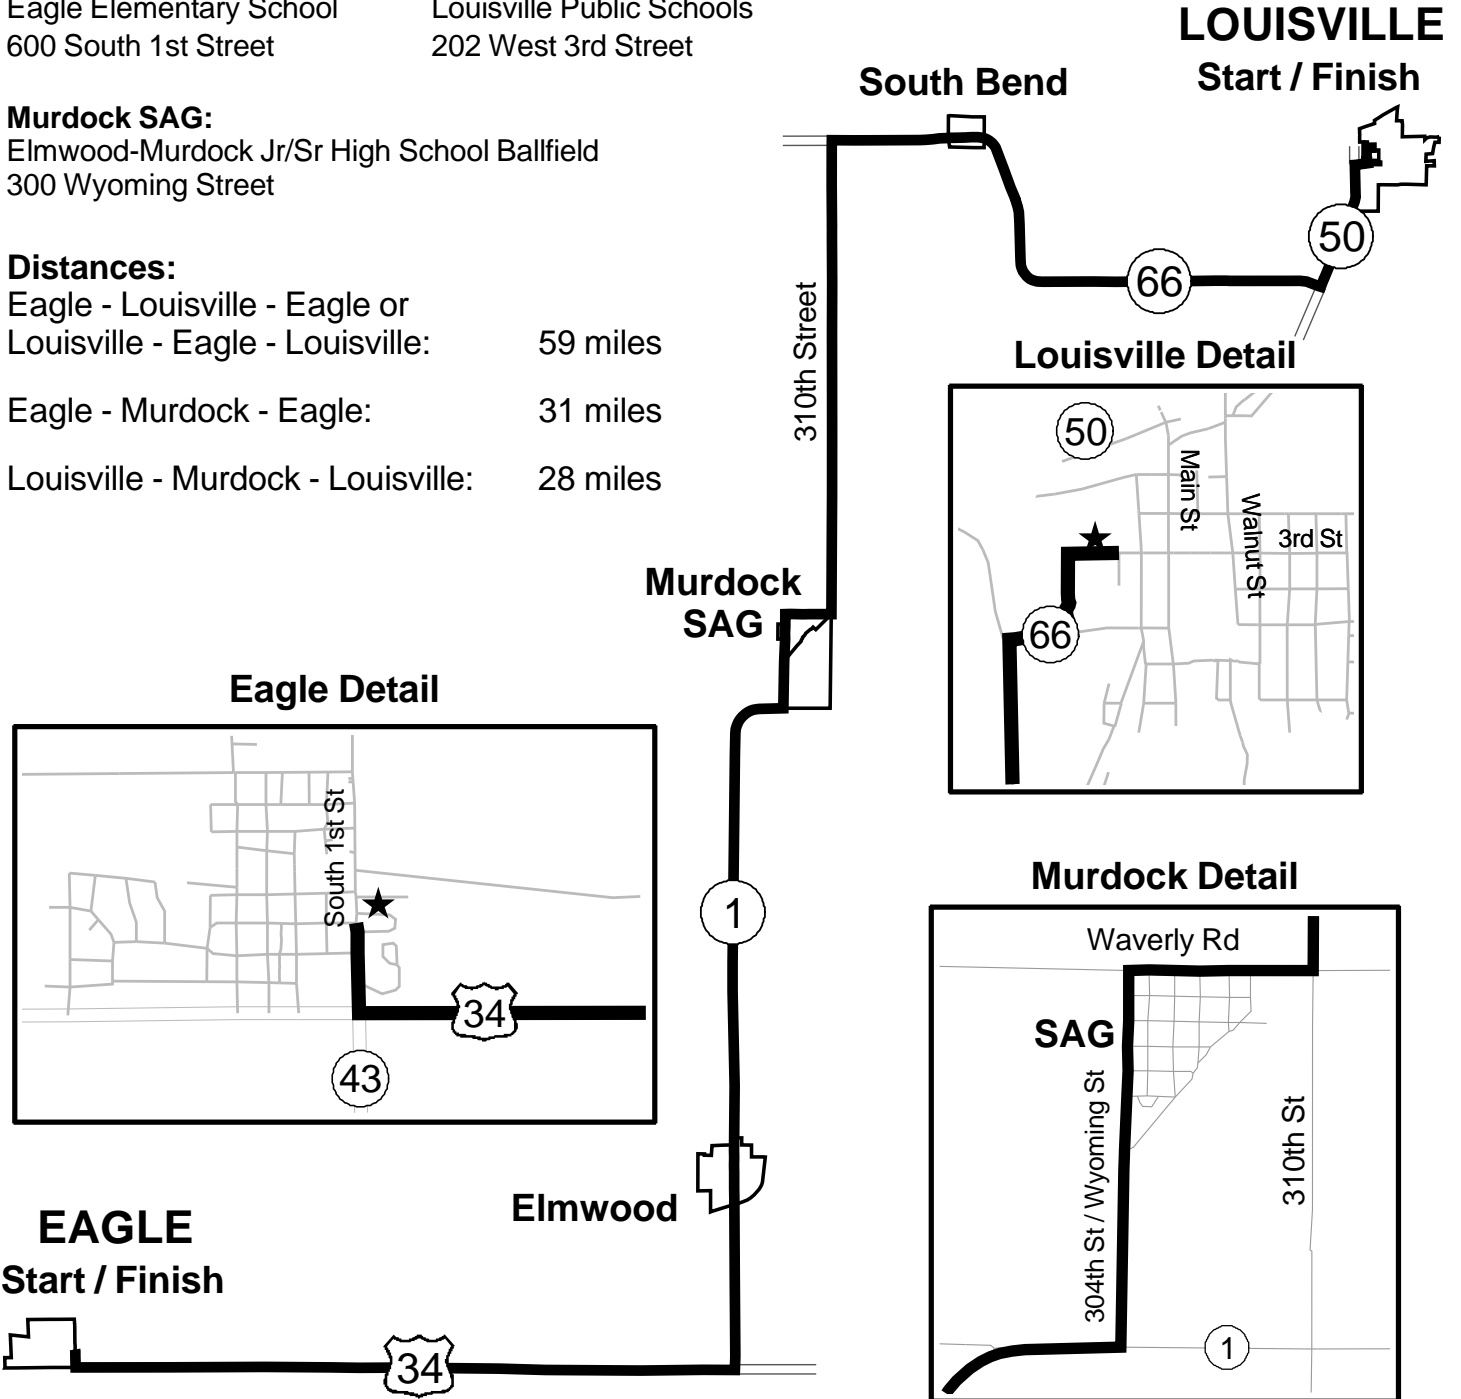 Eagle Elementary School
600 South 1st Street
Louisville Public Schools
202 West 3rd Street
Murdock SAG:
Elmwood-Murdock Jr/Sr High School Ballfield
300 Wyoming Street
Distances:
Eagle - Louisville - Eagle or
Louisville - Eagle - Louisville: 59 miles
Eagle - Murdock - Eagle: 31 miles
Louisville - Murdock - Louisville: 28 miles
LOUISVILLE
Start / Finish
South Bend
50
66
310th Street
Louisville Detail
50
Main St
Walnut St
3rd St
66
Murdock
SAG
Eagle Detail
South 1st St
34
43
1
Murdock Detail
Waverly Rd
SAG
304th St / Wyoming St
310th St
1
Elmwood
EAGLE
Start / Finish
34